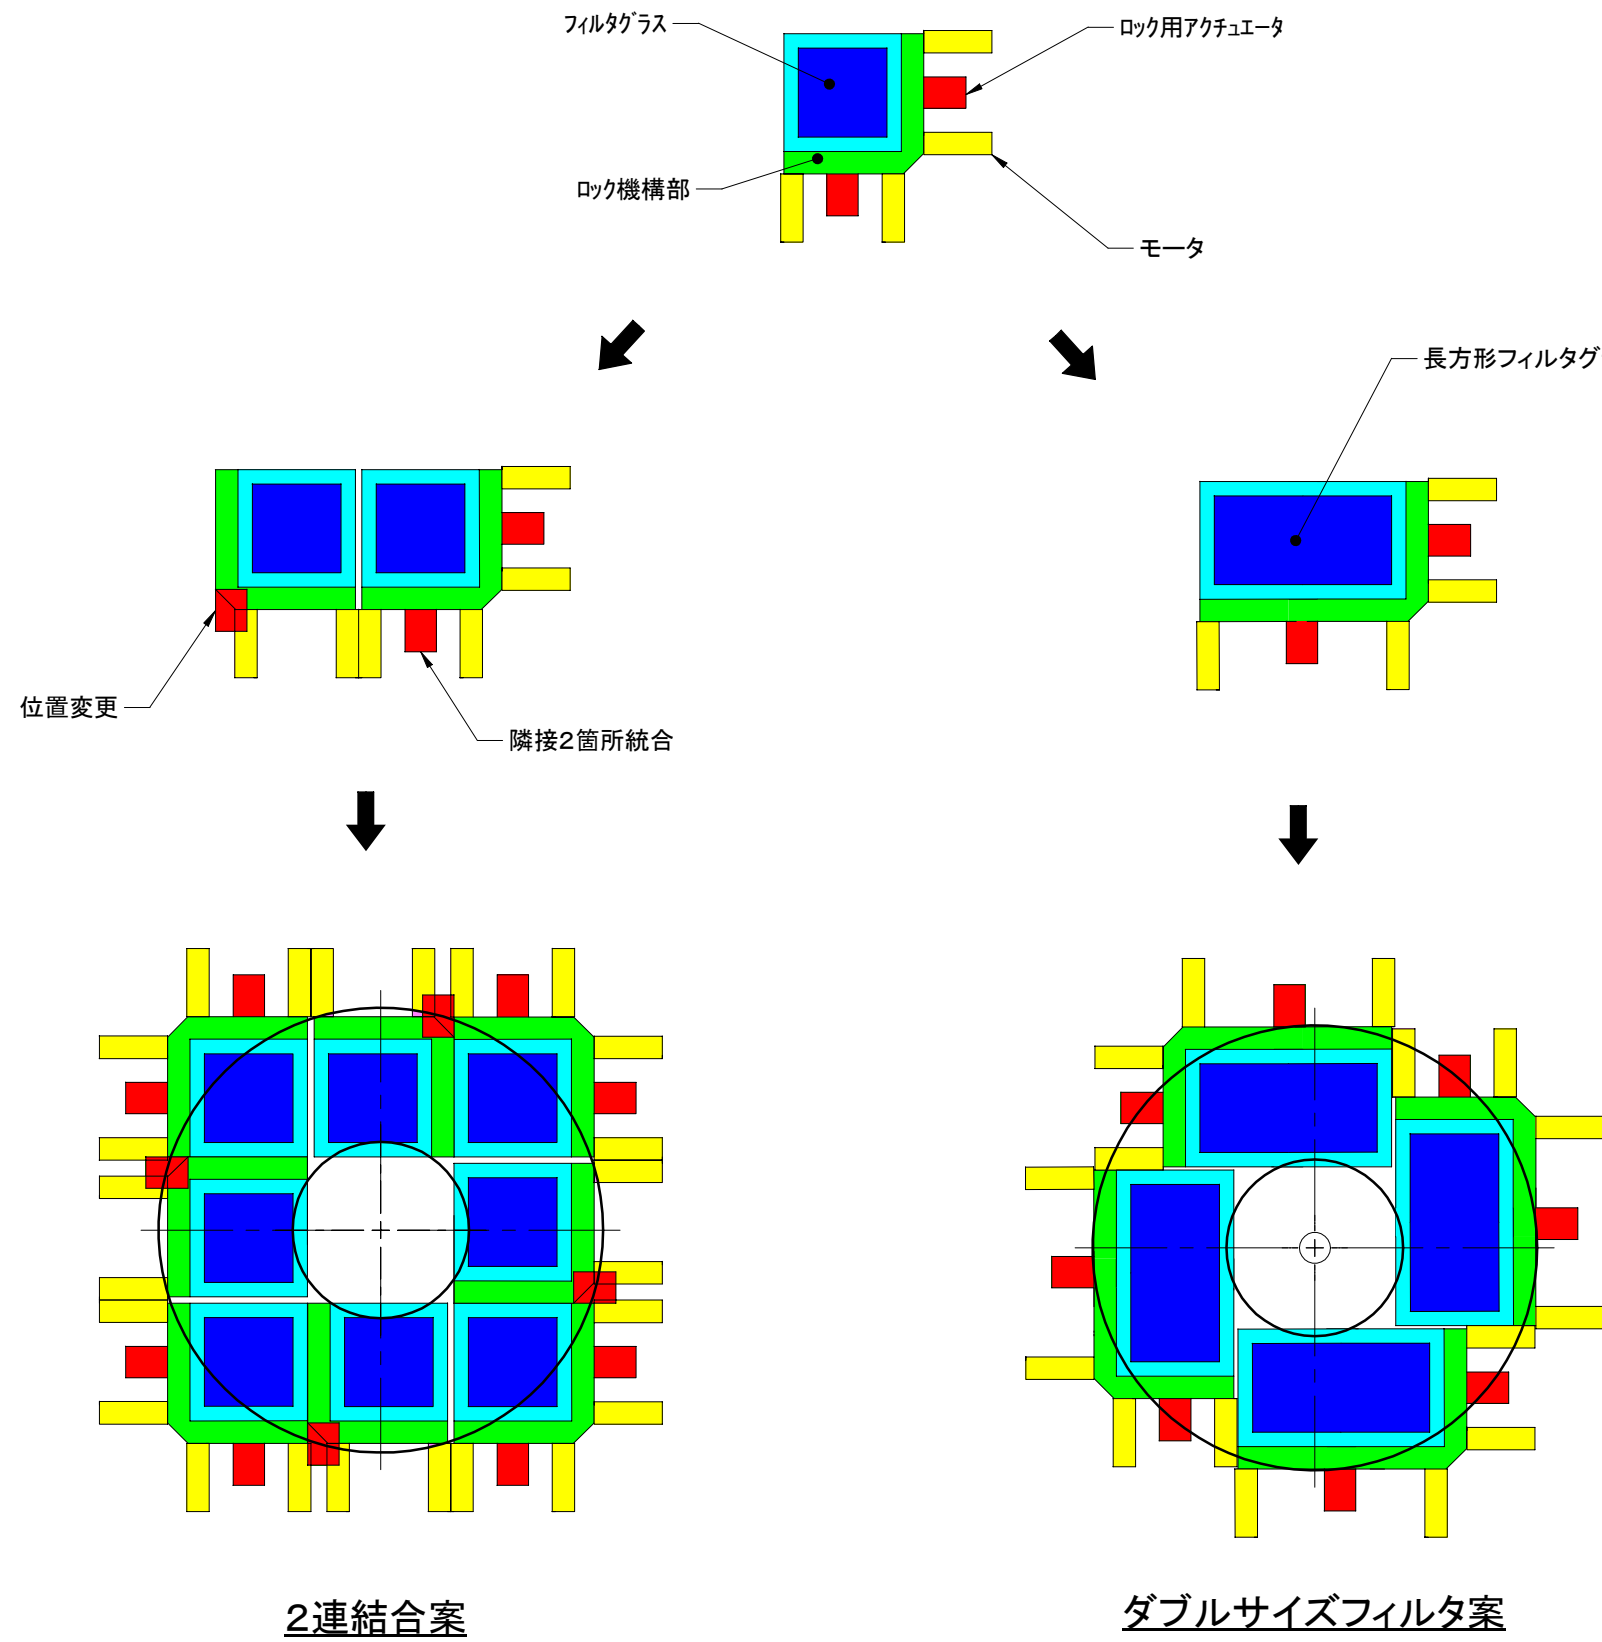 フィルタグラス
ロック用アクチュエータ
ロック機構部
モータ
長方形フィルタグ
位置変更
隣接2箇所統合
２連結合案
ダブルサイズフィルタ案